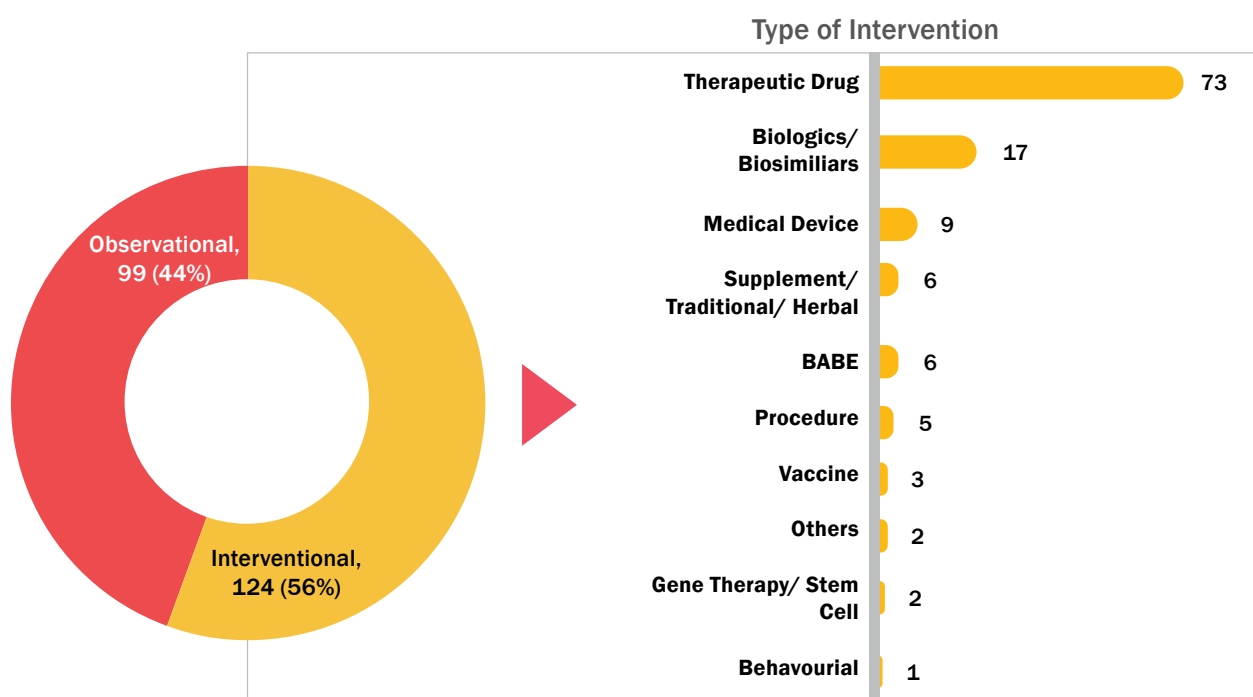 Type of Intervention
Therapeutic Drug
73
Biologics/
Biosimiliars
17
Medical Device
9
Supplement/
Traditional/ Herbal
6
BABE
6
Procedure
5
Vaccine
3
Others
2
Gene Therapy/ Stem
Cell
2
Behavourial
1
Observational,
99 (44%)
Interventional,
124 (56%)